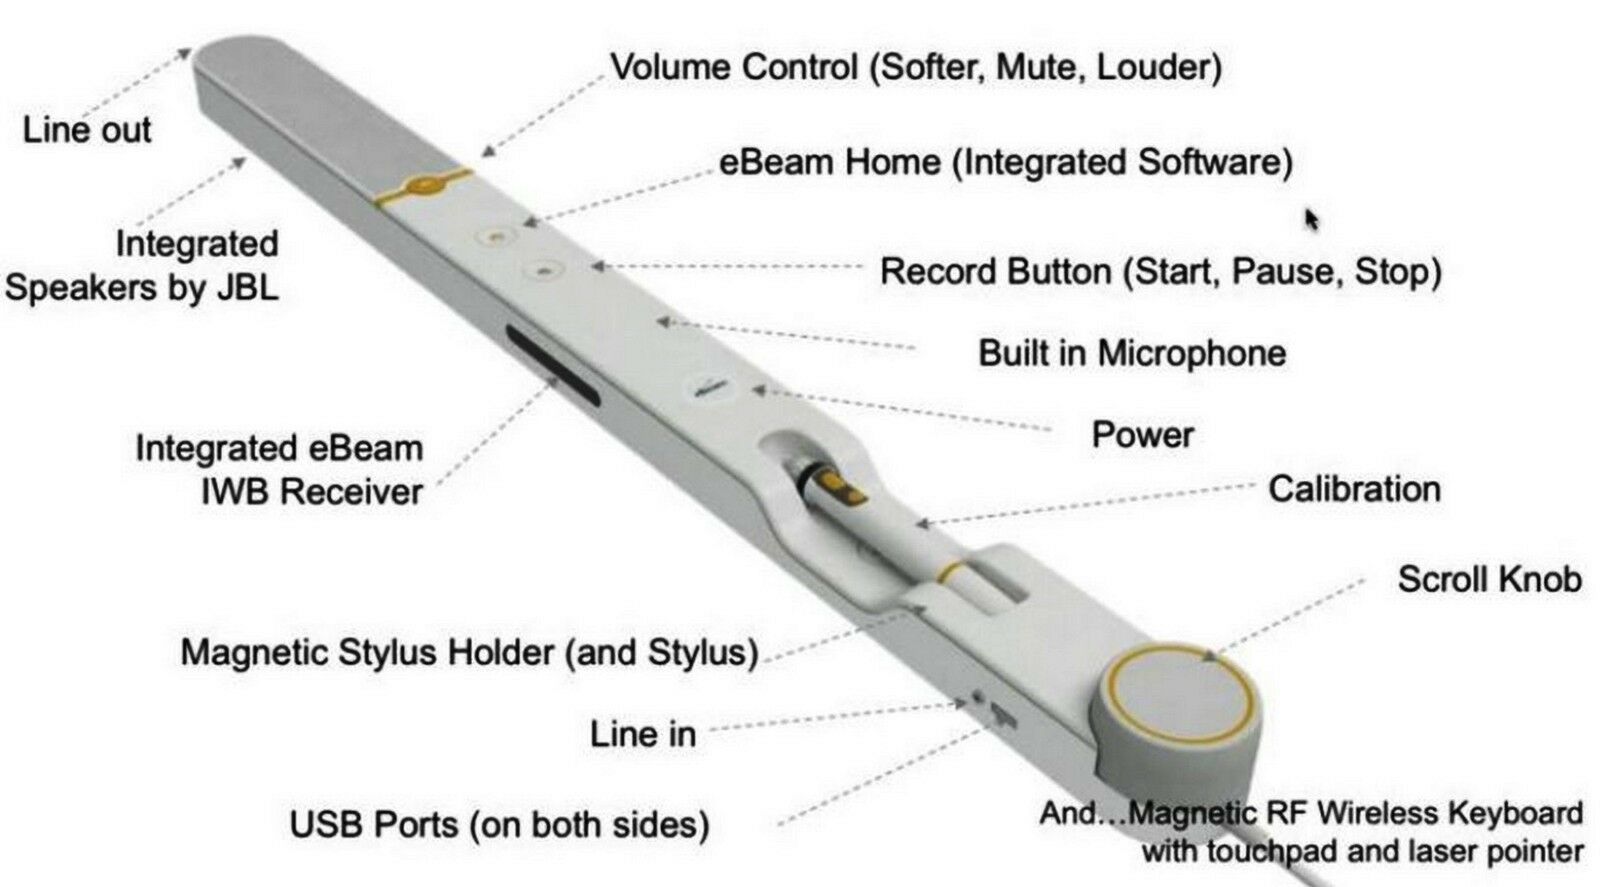 Volume Control (Softer, Mute, Louder)
Line out
eBeam Home (Integrated Software)
Integrated
Speakers by JBL
Record Button (Start, Pause, Stop)
Built in Microphone
Power
Integrated eBeam
IWB Receiver
Calibration
Scroll Knob
Magnetic Stylus Holder (and Stylus)
Line in
USB Ports (on both sides)
And...Magnetic RF Wireless Keyboard
with touchpad and laser pointer